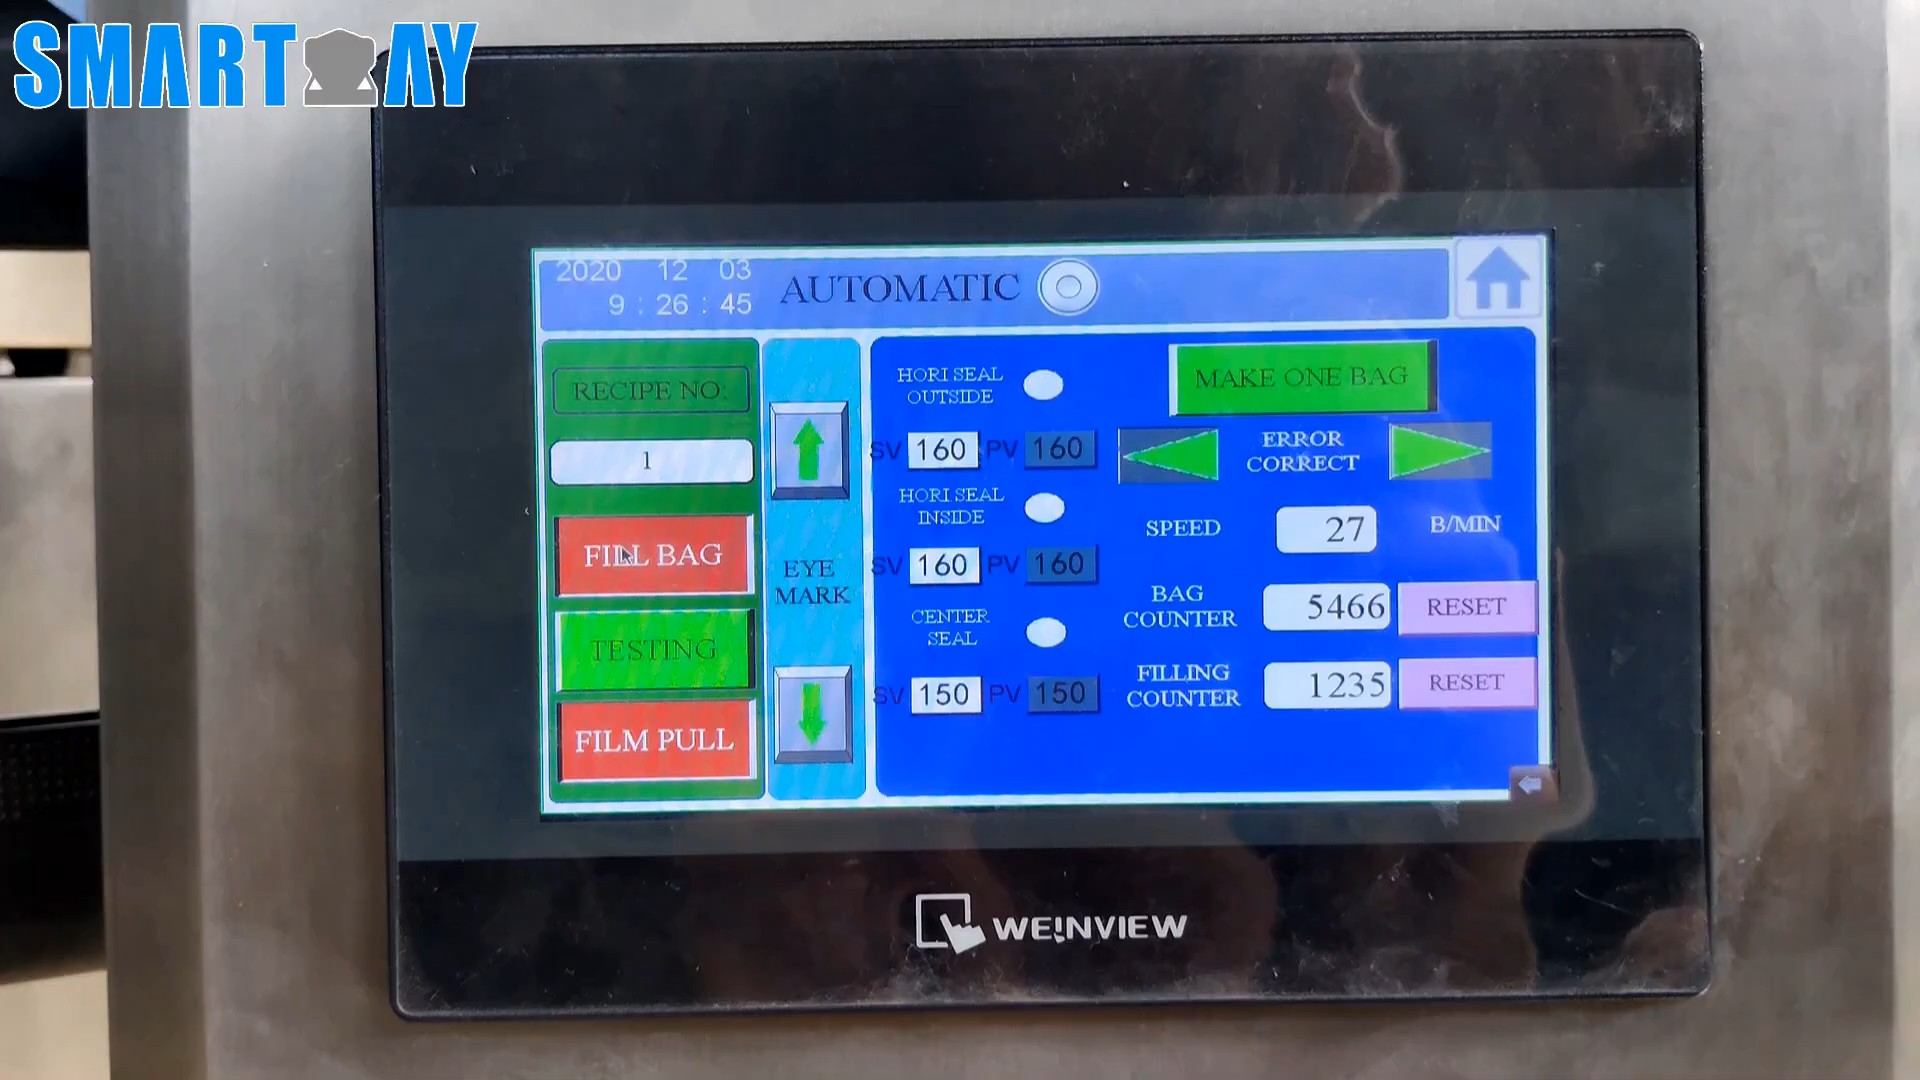 SMART AY
2020 12 03
9 : 26 : 45
AUTOMATIC
RECIPE NO:
1
FILL BAG
TESTING
FILM PULL
EYE
MARK
HORI SEAL
OUTSIDE
SV 160 PV 160
HORI SEAL
INSIDE
SV 160 PV 160
CENTER
SEAL
SV 150 PV 150
MAKE ONE BAG
ERROR
CORRECT
SPEED 27 B/MIN
BAG
COUNTER
5466 RESET
FILLING
COUNTER
1235 RESET
WEINVIEW